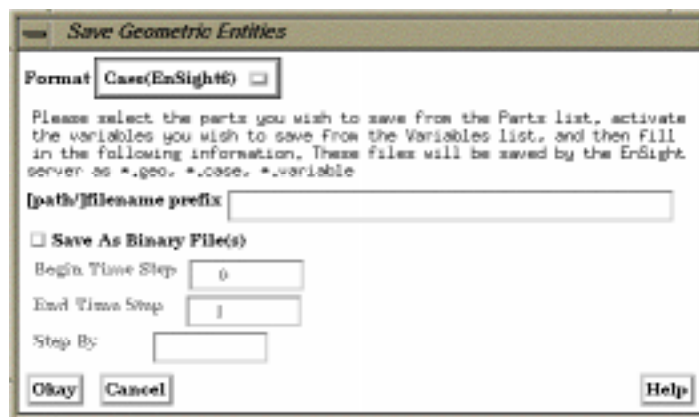 Save Geometric Entities
Format Case(EnSight6)
Please select the parts you wish to save from the Parts list, activate
the variables you wish to save from the Variables list, and then fill
in the following information. These files will be saved by the EnSight
server as *.geo, *.case, *.variable
[path/]filename prefix
Save As Binary File(s)
Begin Time Step 0
End Time Step 1
Step By
Okay Cancel Help